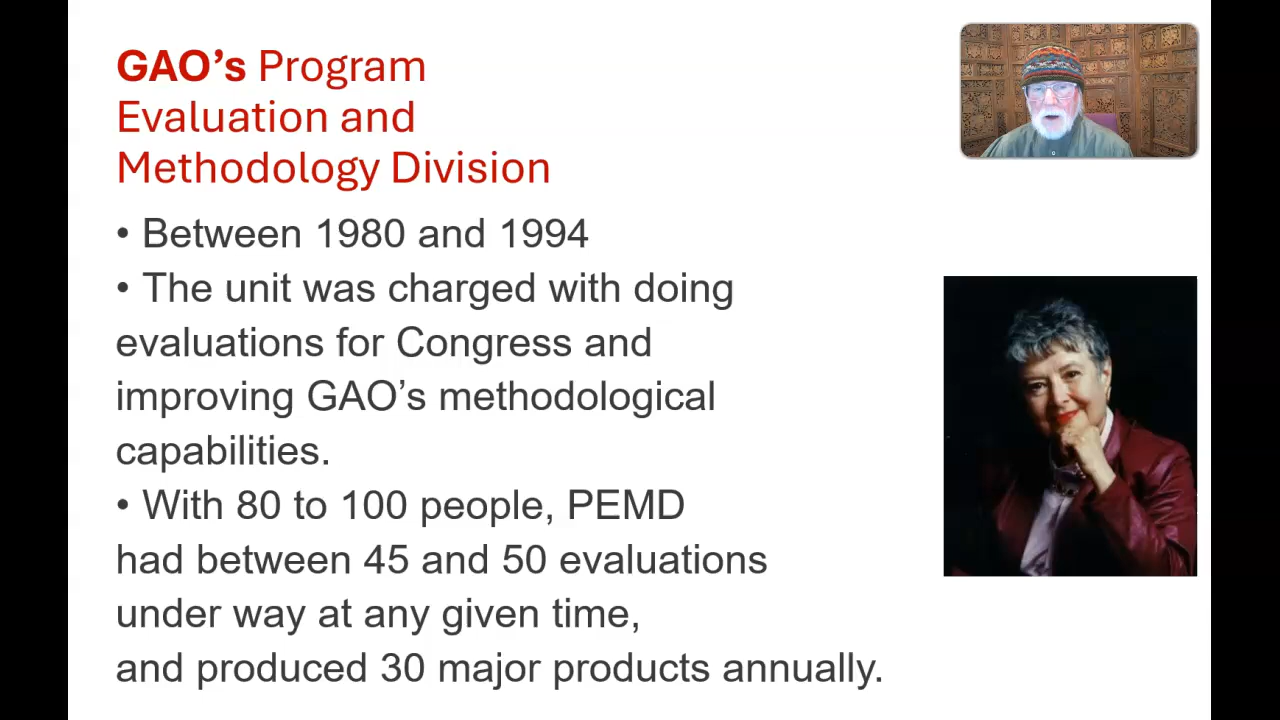 GAO’s Program
Evaluation and
Methodology Division
• Between 1980 and 1994
• The unit was charged with doing
evaluations for Congress and
improving GAO’s methodological
capabilities.
• With 80 to 100 people, PEMD
had between 45 and 50 evaluations
under way at any given time,
and produced 30 major products annually.